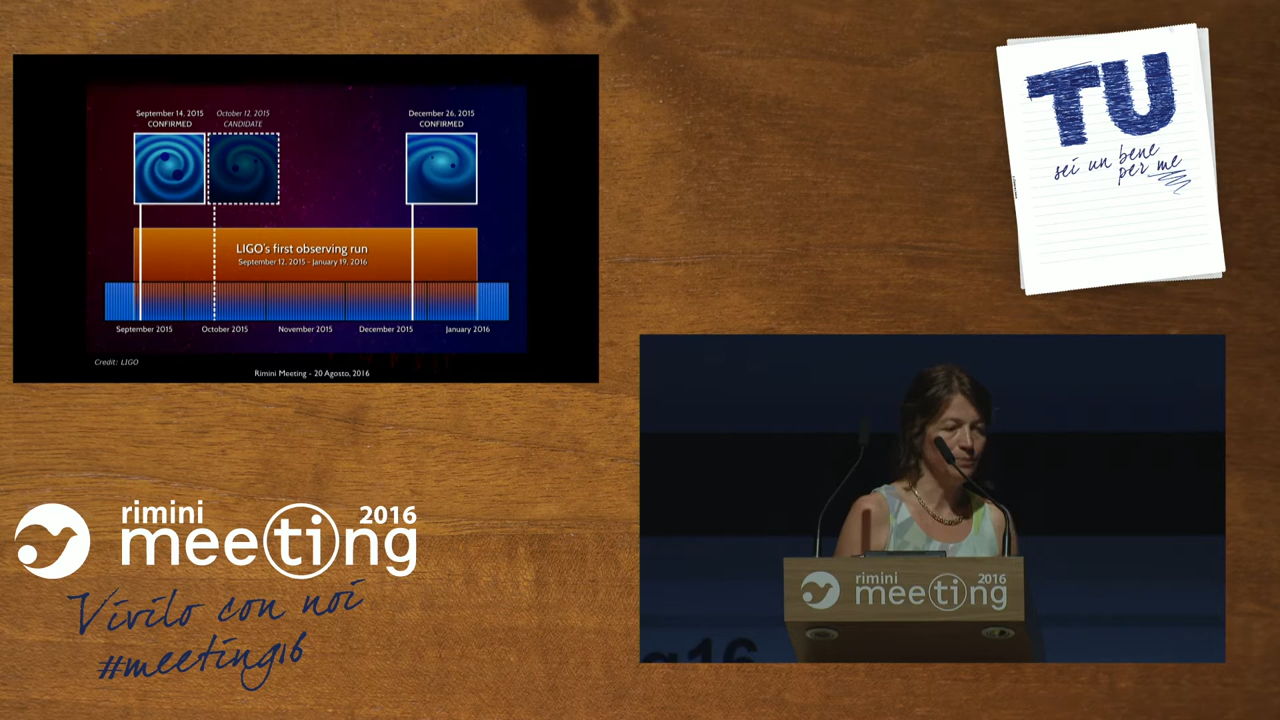 September 14, 2015
CONFIRMED
October 12, 2015
CANDIDATE
December 26, 2015
CONFIRMED
LIGO's first observing run
September 12, 2015 - January 19, 2016
September 2015
October 2015
November 2015
December 2015
January 2016
Credit: LIGO
Rimini Meeting - 20 Agosto, 2016
TU
sei un bene
per me
rimini
2016
meeting
Vivilo con noi
#meeting16
rimini
2016
meeting
g16